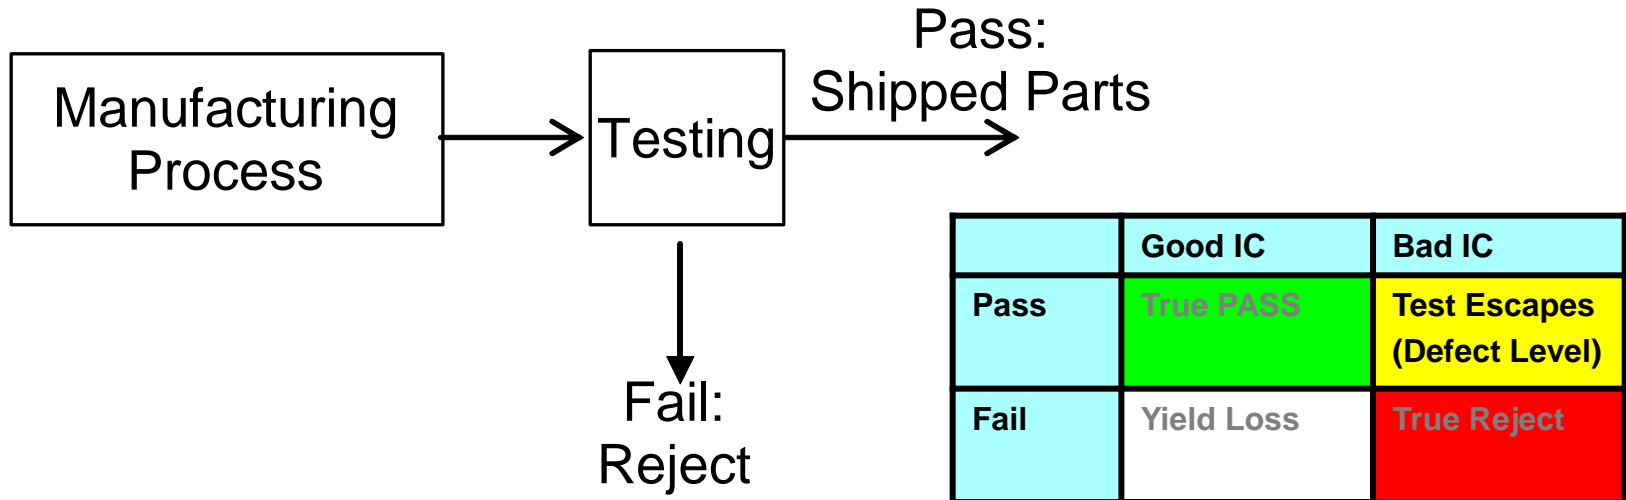 Manufacturing
Process
Testing
Pass:
Shipped Parts
Fail:
Reject
Good IC
Bad IC
Pass
True PASS
Test Escapes
(Defect Level)
Fail
Yield Loss
True Reject